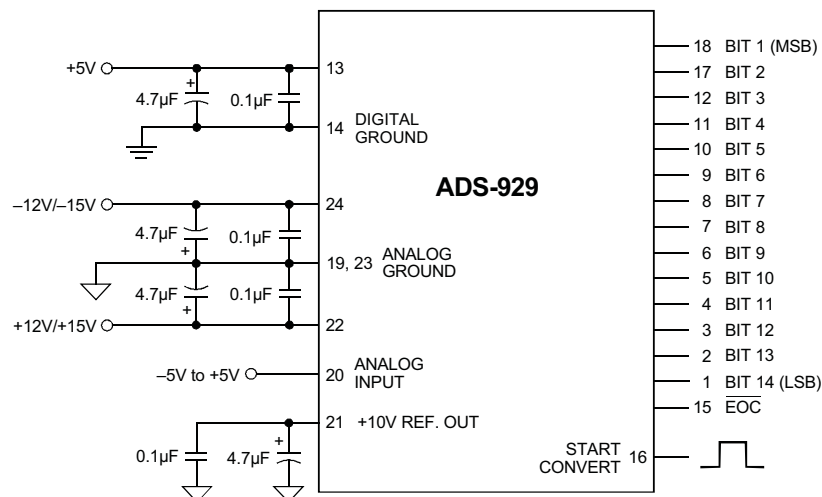 +5V
4.7µF
+
0.1µF
13
14 DIGITAL
GROUND
–12V/–15V
24
4.7µF
+
0.1µF
19, 23 ANALOG
GROUND
4.7µF
+
0.1µF
+12V/+15V
22
–5V to +5V
20 ANALOG
INPUT
21 +10V REF. OUT
0.1µF
4.7µF
+
ADS-929
18 BIT 1 (MSB)
17 BIT 2
12 BIT 3
11 BIT 4
10 BIT 5
9 BIT 6
8 BIT 7
7 BIT 8
6 BIT 9
5 BIT 10
4 BIT 11
3 BIT 12
2 BIT 13
1 BIT 14 (LSB)
15 EOC
START
CONVERT 16